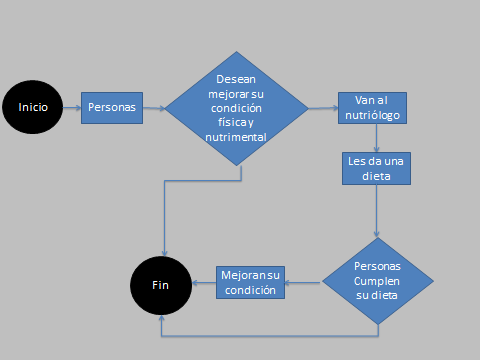 Inicio
Personas
Desean
mejorar su
condición
física y
nutrimental
Van al
nutriólogo
Les da una
dieta
Personas
Cumplen
su dieta
Mejoran su
condición
Fin